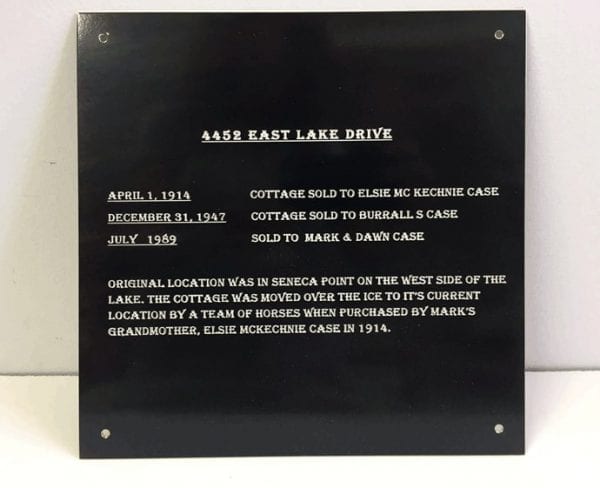 4452 EAST LAKE DRIVE
APRIL 1, 1914 COTTAGE SOLD TO ELSIE MC KECHNIE CASE
DECEMBER 31, 1947 COTTAGE SOLD TO BURRALL S CASE
JULY 1989 SOLD TO MARK & DAWN CASE
ORIGINAL LOCATION WAS IN SENECA POINT ON THE WEST SIDE OF THE
LAKE. THE COTTAGE WAS MOVED OVER THE ICE TO IT'S CURRENT
LOCATION BY A TEAM OF HORSES WHEN PURCHASED BY MARK'S
GRANDMOTHER, ELSIE MCKECHNIE CASE IN 1914.